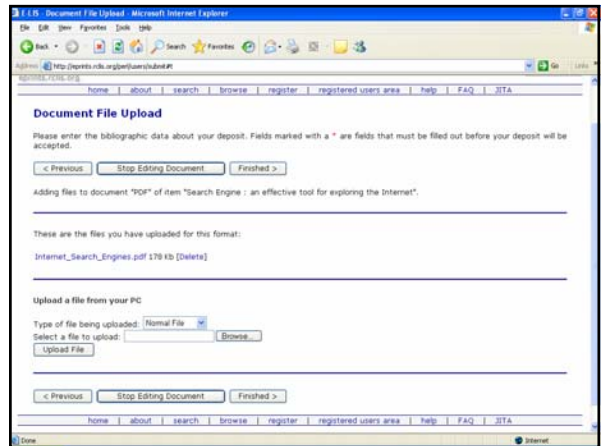 E-LIS - Document File Upload - Microsoft Internet Explorer
File Edit View Favorites Tools Help
Back Search Favorites
Address http://eprints.rclis.org/perl/users/submit#t Go Links
eprints.rclis.org
home | about | search | browse | register | registered users area | help | FAQ | JITA
Document File Upload
Please enter the bibliographic data about your deposit. Fields marked with a * are fields that must be filled out before your deposit will be
accepted.
< Previous Stop Editing Document Finished >
Adding files to document "PDF" of item "Search Engine : an effective tool for exploring the Internet".
These are the files you have uploaded for this format:
Internet_Search_Engines.pdf 178 Kb [Delete]
Upload a file from your PC
Type of file being uploaded: Normal File
Select a file to upload: Browse...
Upload File
< Previous Stop Editing Document Finished >
home | about | search | browse | register | registered users area | help | FAQ | JITA
Done Internet